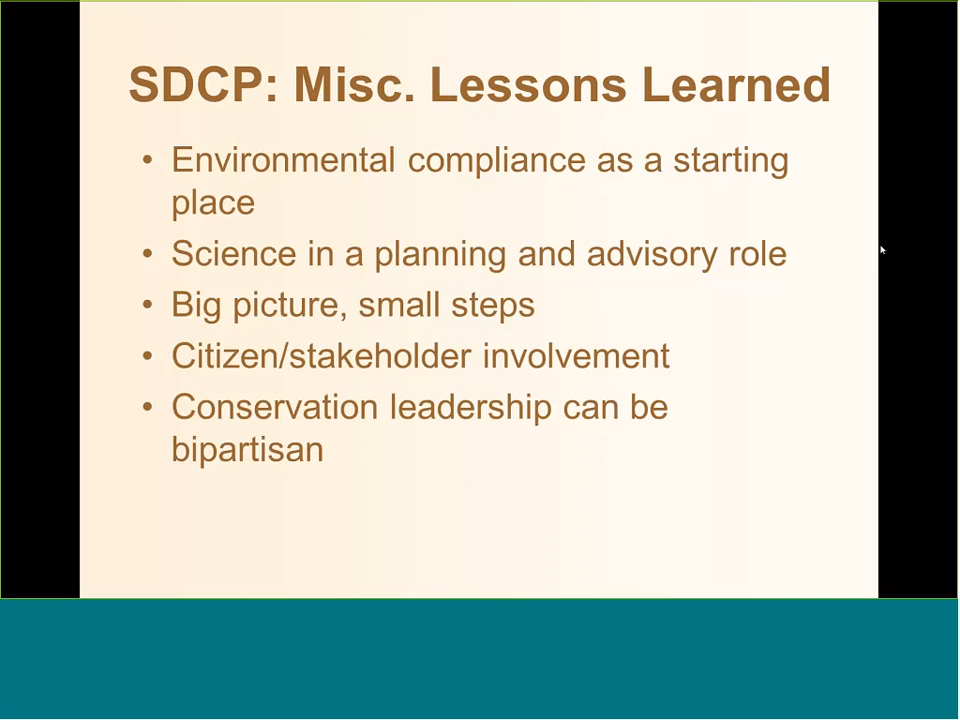 SDCP: Misc. Lessons Learned
• Environmental compliance as a starting
place
• Science in a planning and advisory role
• Big picture, small steps
• Citizen/stakeholder involvement
• Conservation leadership can be
bipartisan